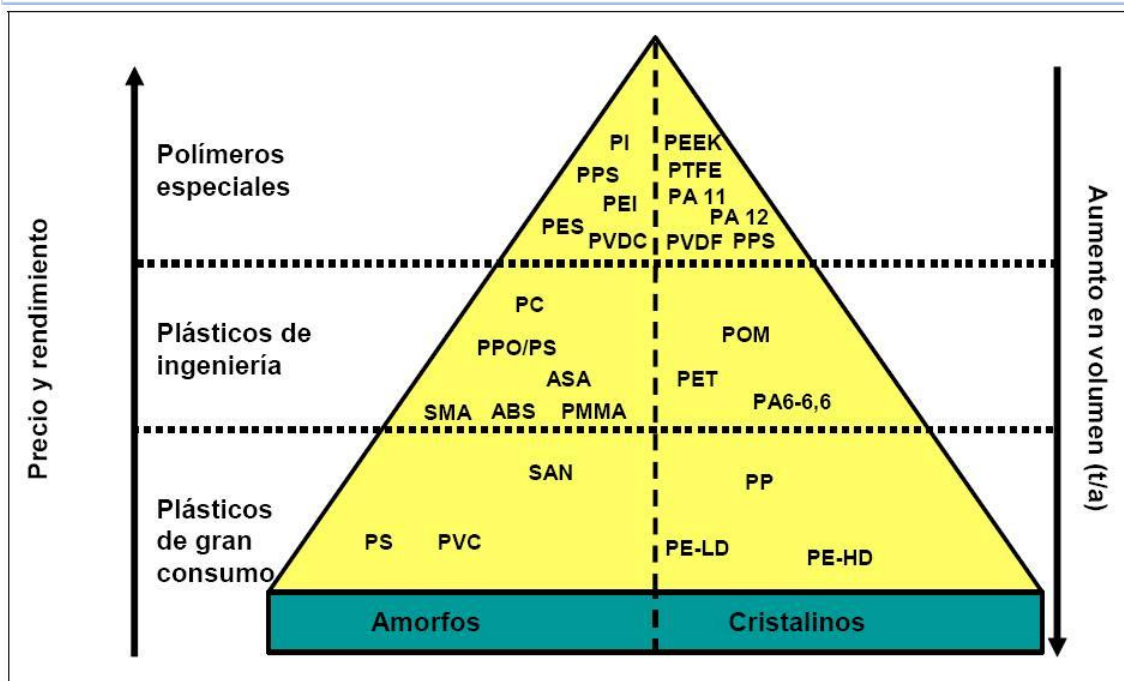 Precio y rendimiento
Polímeros
especiales
Plásticos de
ingeniería
Plásticos
de gran
consumo
PI
PEEK
PPS
PTFE
PEI
PA 11
PES
PA 12
PVDC
PVDF
PPS
PC
POM
PPO/PS
ASA
PET
SMA
ABS
PMMA
PA6-6,6
SAN
PP
PS
PVC
PE-LD
PE-HD
Amorfos
Cristalinos
Aumento en volumen (t/a)